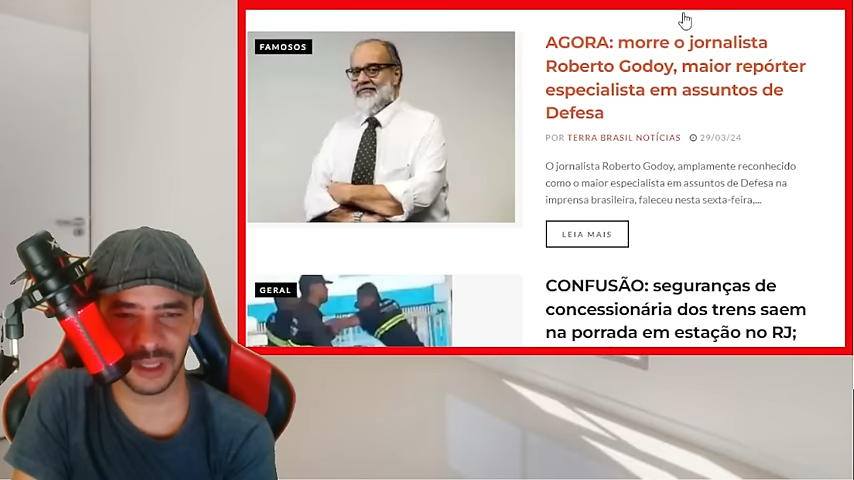 FAMOSOS
AGORA: morre o jornalista
Roberto Godoy, maior repórter
especialista em assuntos de
Defesa
POR TERRA BRASIL NOTÍCIAS 29/03/24
O jornalista Roberto Godoy, amplamente reconhecido
como o maior especialista em assuntos de Defesa na
imprensa brasileira, faleceu nesta sexta-feira,...
LEIA MAIS
GERAL
CONFUSÃO: seguranças de
concessionária dos trens saem
na porrada em estação no RJ;